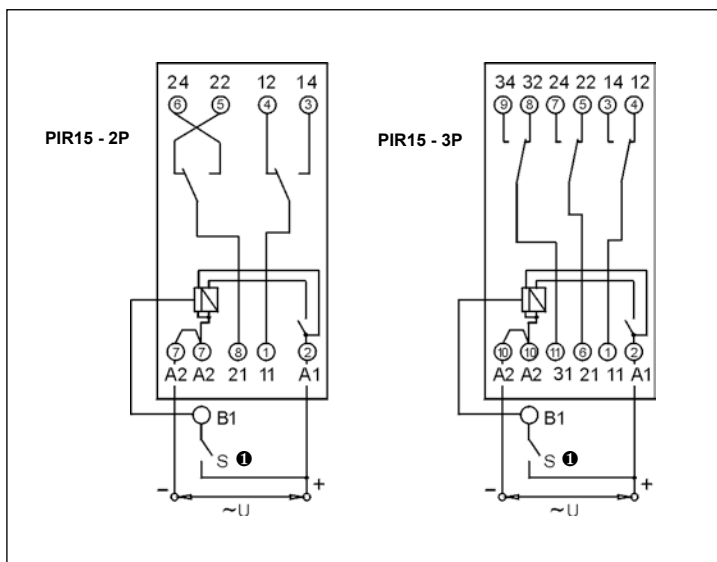 PIR15 - 2P
24 22 12 14
6 5 4 3
7 7 8 1 2
A2 A2 21 11 A1
B1
S ❶
− +
~U
PIR15 - 3P
34 32 24 22 14 12
9 8 7 5 3 4
10 10 11 6 1 2
A2 A2 31 21 11 A1
B1
S ❶
− +
~U